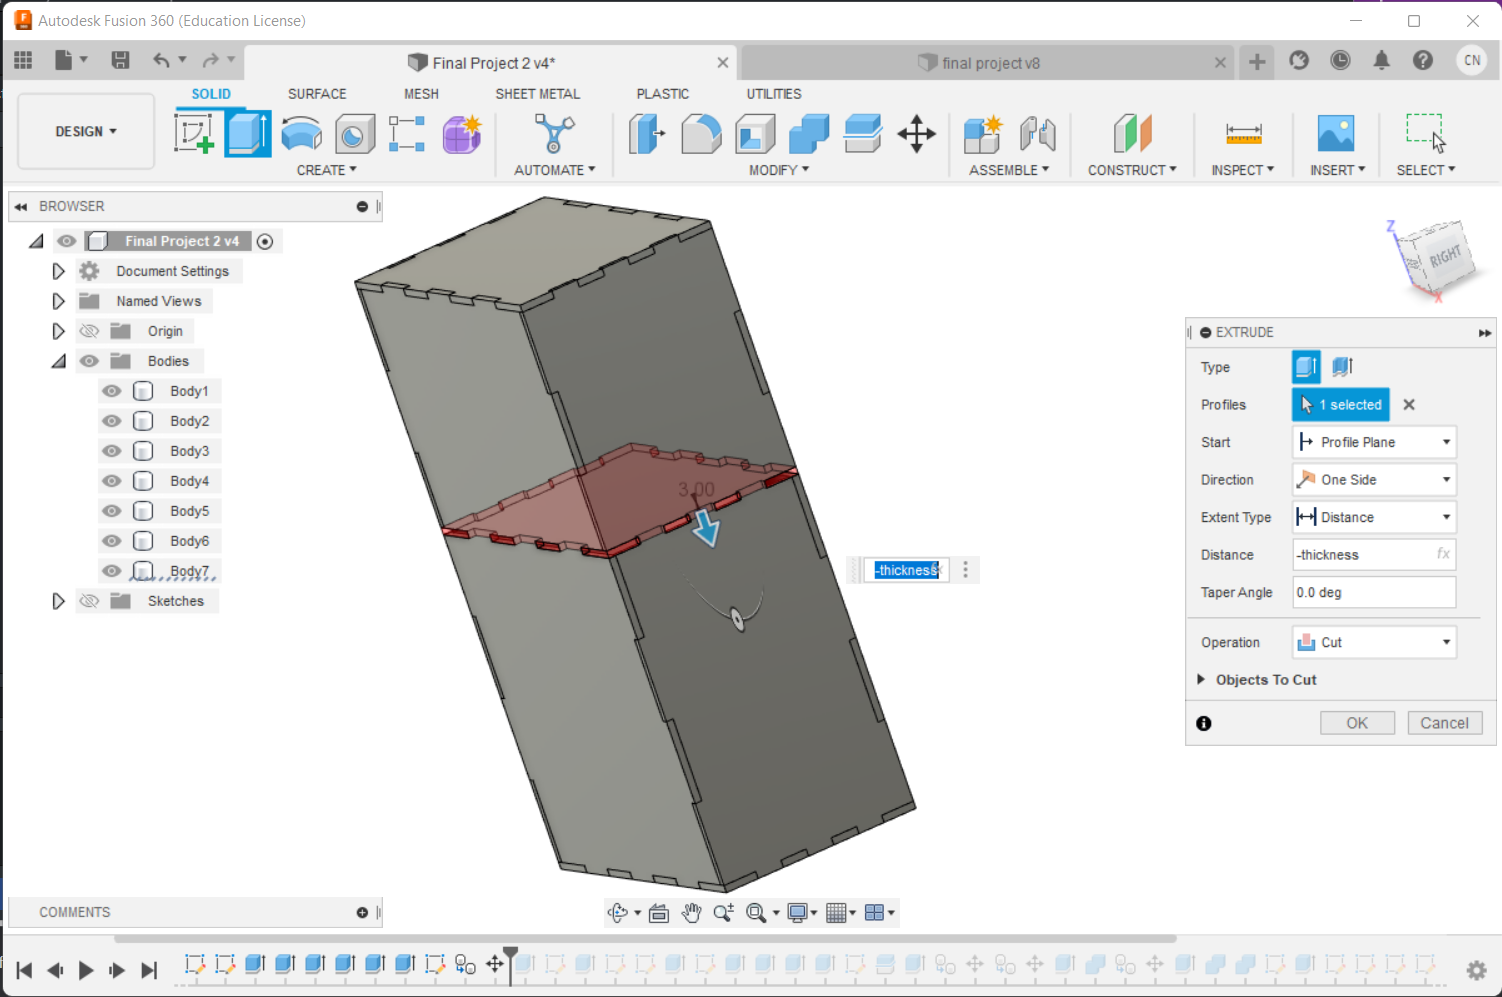 Autodesk Fusion 360 (Education License)
Final Project 2 v4*
final project v8
CN
SOLID SURFACE MESH SHEET METAL PLASTIC UTILITIES
DESIGN
CREATE AUTOMATE MODIFY ASSEMBLE CONSTRUCT INSPECT INSERT SELECT
BROWSER
Final Project 2 v4
Document Settings
Named Views
Origin
Bodies
Body1
Body2
Body3
Body4
Body5
Body6
Body7
Sketches
Z
RIGHT
X
3.00
-thickness
EXTRUDE
Type
Profiles 1 selected
Start Profile Plane
Direction One Side
Extent Type Distance
Distance -thickness fx
Taper Angle 0.0 deg
Operation Cut
Objects To Cut
OK Cancel
COMMENTS